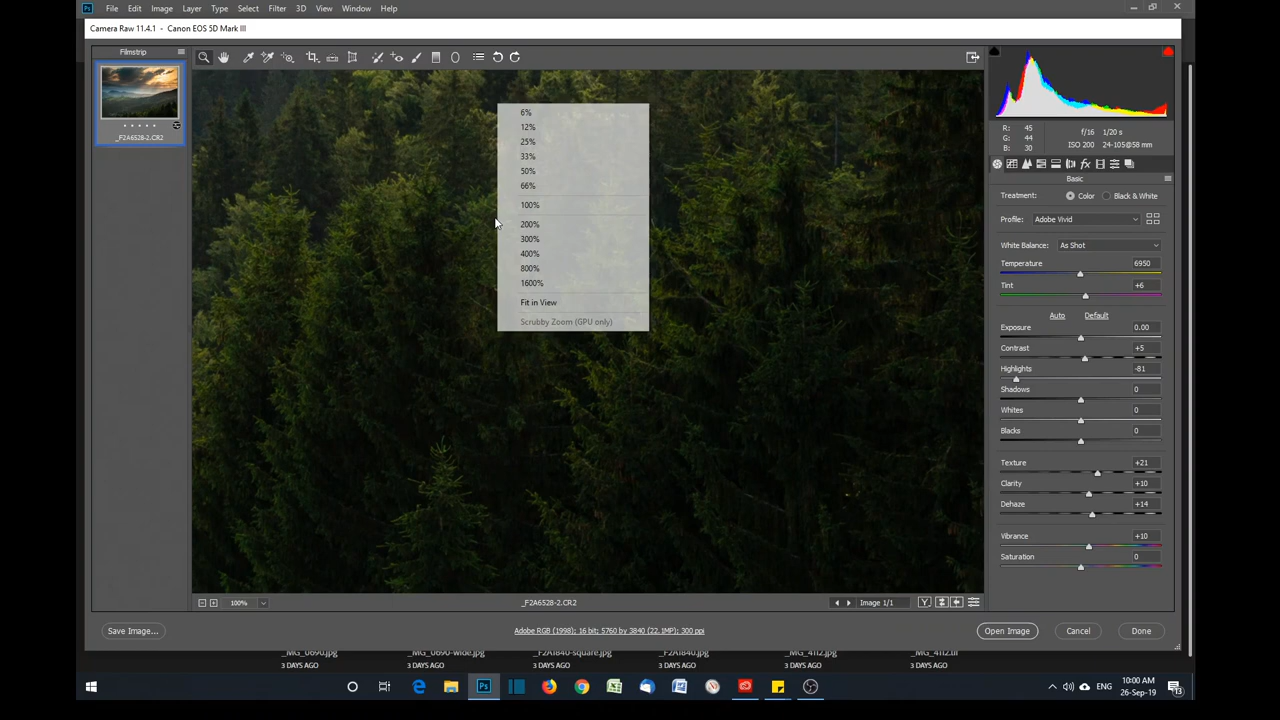 Ps File Edit Image Layer Type Select Filter 3D View Window Help
Camera Raw 11.4.1 - Canon EOS 5D Mark III
Filmstrip
_F2A6528-2.CR2
6%
12%
25%
33%
50%
66%
100%
200%
300%
400%
800%
1600%
Fit in View
Scrubby Zoom (GPU only)
R: 45
G: 44
B: 30
f/16 1/20 s
ISO 200 24-105@58 mm
fx
Basic
Treatment: Color Black & White
Profile: Adobe Vivid
White Balance: As Shot
Temperature 6950
Tint +6
Auto Default
Exposure 0.00
Contrast +5
Highlights -81
Shadows 0
Whites 0
Blacks 0
Texture +21
Clarity +10
Dehaze +14
Vibrance +10
Saturation 0
100% _F2A6528-2.CR2 Image 1/1 Y
Save Image... Adobe RGB (1998); 16 bit; 5760 by 3840 (22.1MP); 300 ppi Open Image Cancel Done
_MG_0690.jpg _MG_0690-wide.jpg _F2A1840-square.jpg _F2A1840.jpg _MG_4112.jpg _MG_4112.tif
3 DAYS AGO 3 DAYS AGO 3 DAYS AGO 3 DAYS AGO 3 DAYS AGO 3 DAYS AGO
Ps ENG 10:00 AM
26-Sep-19 13